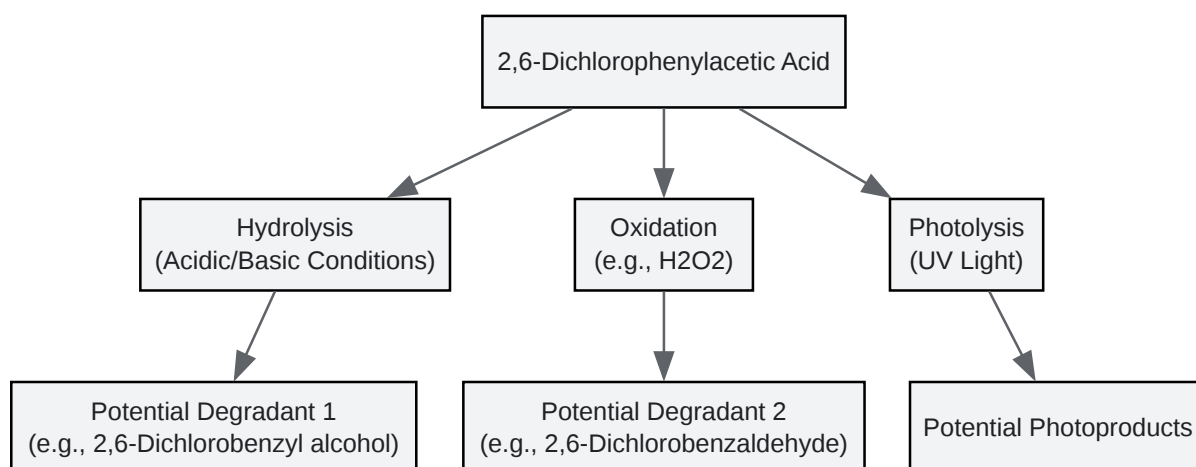 2,6-Dichlorophenylacetic Acid
Hydrolysis
(Acidic/Basic Conditions)
Oxidation
(e.g., H2O2)
Photolysis
(UV Light)
Potential Degradant 1
(e.g., 2,6-Dichlorobenzyl alcohol)
Potential Degradant 2
(e.g., 2,6-Dichlorobenzaldehyde)
Potential Photoproducts